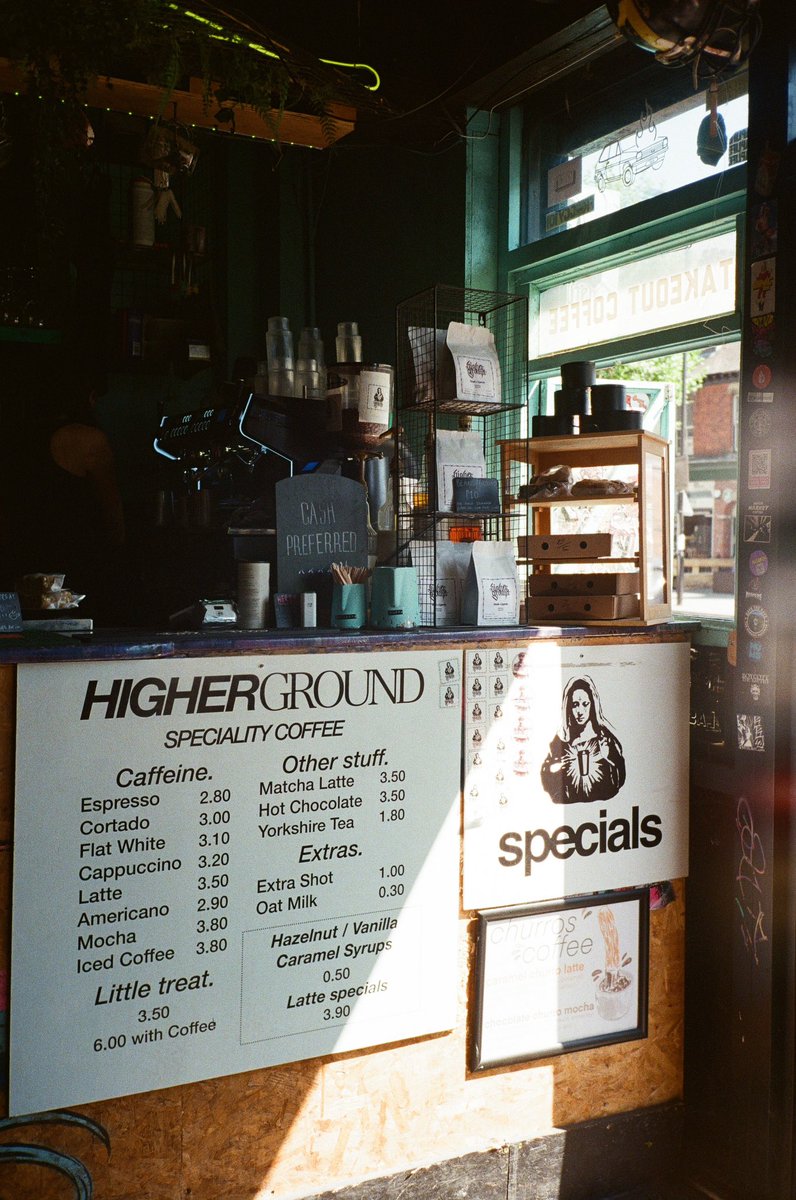 TAKEOUT COFFEE
CASH
PREFERRED
HIGHERGROUND
SPECIALITY COFFEE
Caffeine.
Espresso 2.80
Cortado 3.00
Flat White 3.10
Cappuccino 3.20
Latte 3.50
Americano 2.90
Mocha 3.80
Iced Coffee 3.80
Little treat.
3.50
6.00 with Coffee
Other stuff.
Matcha Latte 3.50
Hot Chocolate 3.50
Yorkshire Tea 1.80
Extras.
Extra Shot 1.00
Oat Milk 0.30
Hazelnut / Vanilla
Caramel Syrups
0.50
Latte specials
3.90
specials
churros
coffee
caramel churro latte
chocolate churro mocha